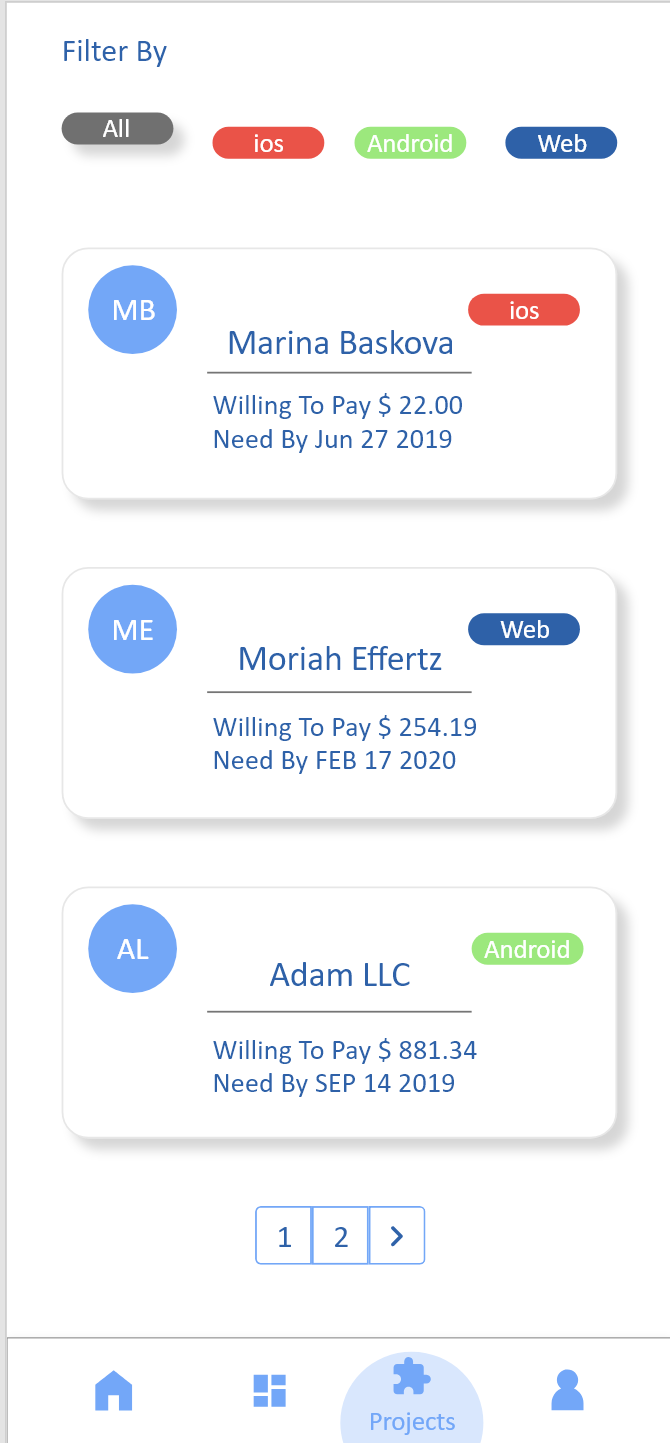 Filter By
All
ios
Android
Web
MB
ios
Marina Baskova
Willing To Pay $ 22.00
Need By Jun 27 2019
ME
Web
Moriah Effertz
Willing To Pay $ 254.19
Need By FEB 17 2020
AL
Android
Adam LLC
Willing To Pay $ 881.34
Need By SEP 14 2019
1 2
Projects